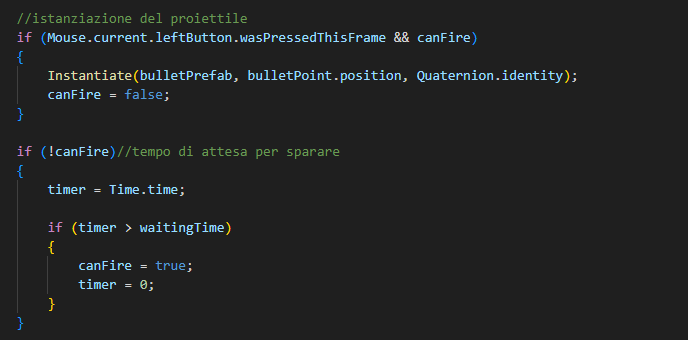 //istanziazione del proiettile
if (Mouse.current.leftButton.wasPressedThisFrame && canFire)
{
    Instantiate(bulletPrefab, bulletPoint.position, Quaternion.identity);
    canFire = false;
}

if (!canFire)//tempo di attesa per sparare
{
    timer = Time.time;

    if (timer > waitingTime)
    {
        canFire = true;
        timer = 0;
    }
}